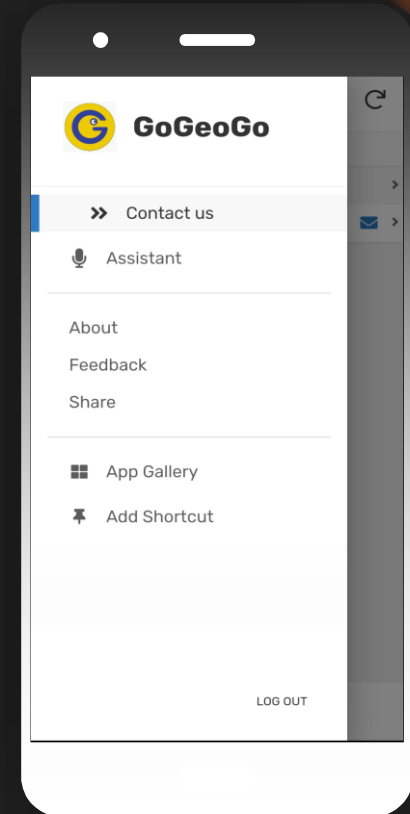 GoGeoGo
Contact us
Assistant
About
Feedback
Share
App Gallery
Add Shortcut
LOG OUT